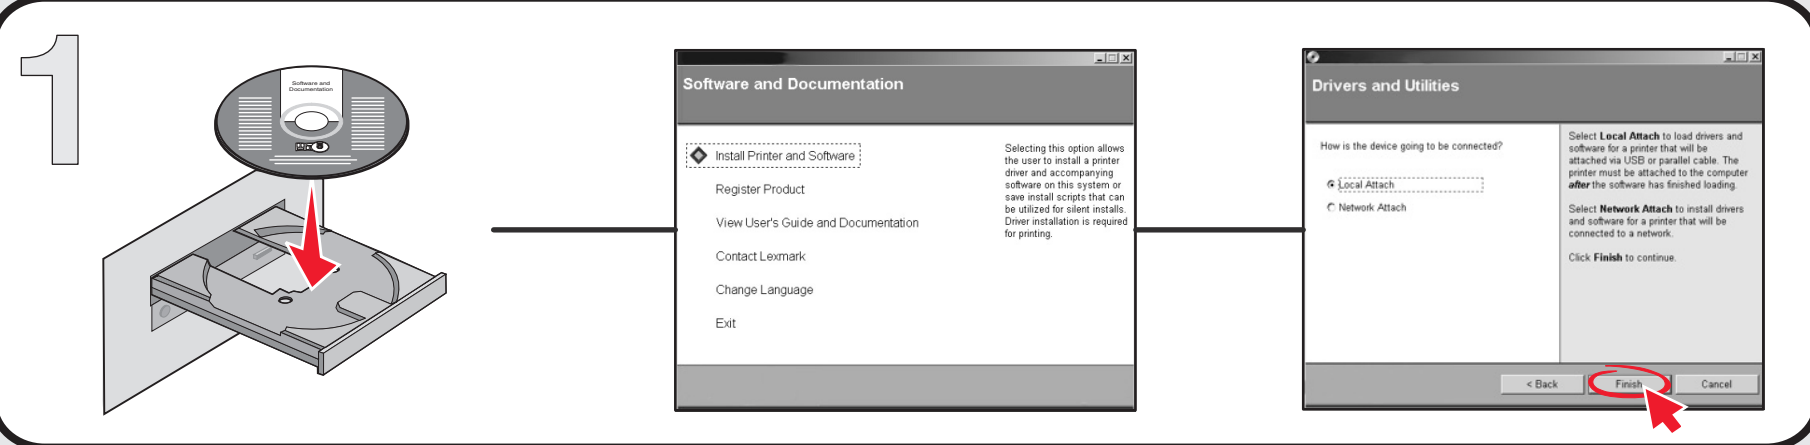 1
Software and
Documentation
Software and Documentation
Install Printer and Software
Register Product
View User's Guide and Documentation
Contact Lexmark
Change Language
Exit
Selecting this option allows
the user to install a printer
driver and accompanying
software on this system or
save install scripts that can
be utilized for silent installs.
Driver installation is required
for printing.
Drivers and Utilities
How is the device going to be connected?
Local Attach
Network Attach
Select Local Attach to load drivers and
software for a printer that will be
attached via USB or parallel cable. The
printer must be attached to the computer
after the software has finished loading.
Select Network Attach to install drivers
and software for a printer that will be
connected to a network.
Click Finish to continue.
< Back
Finish
Cancel